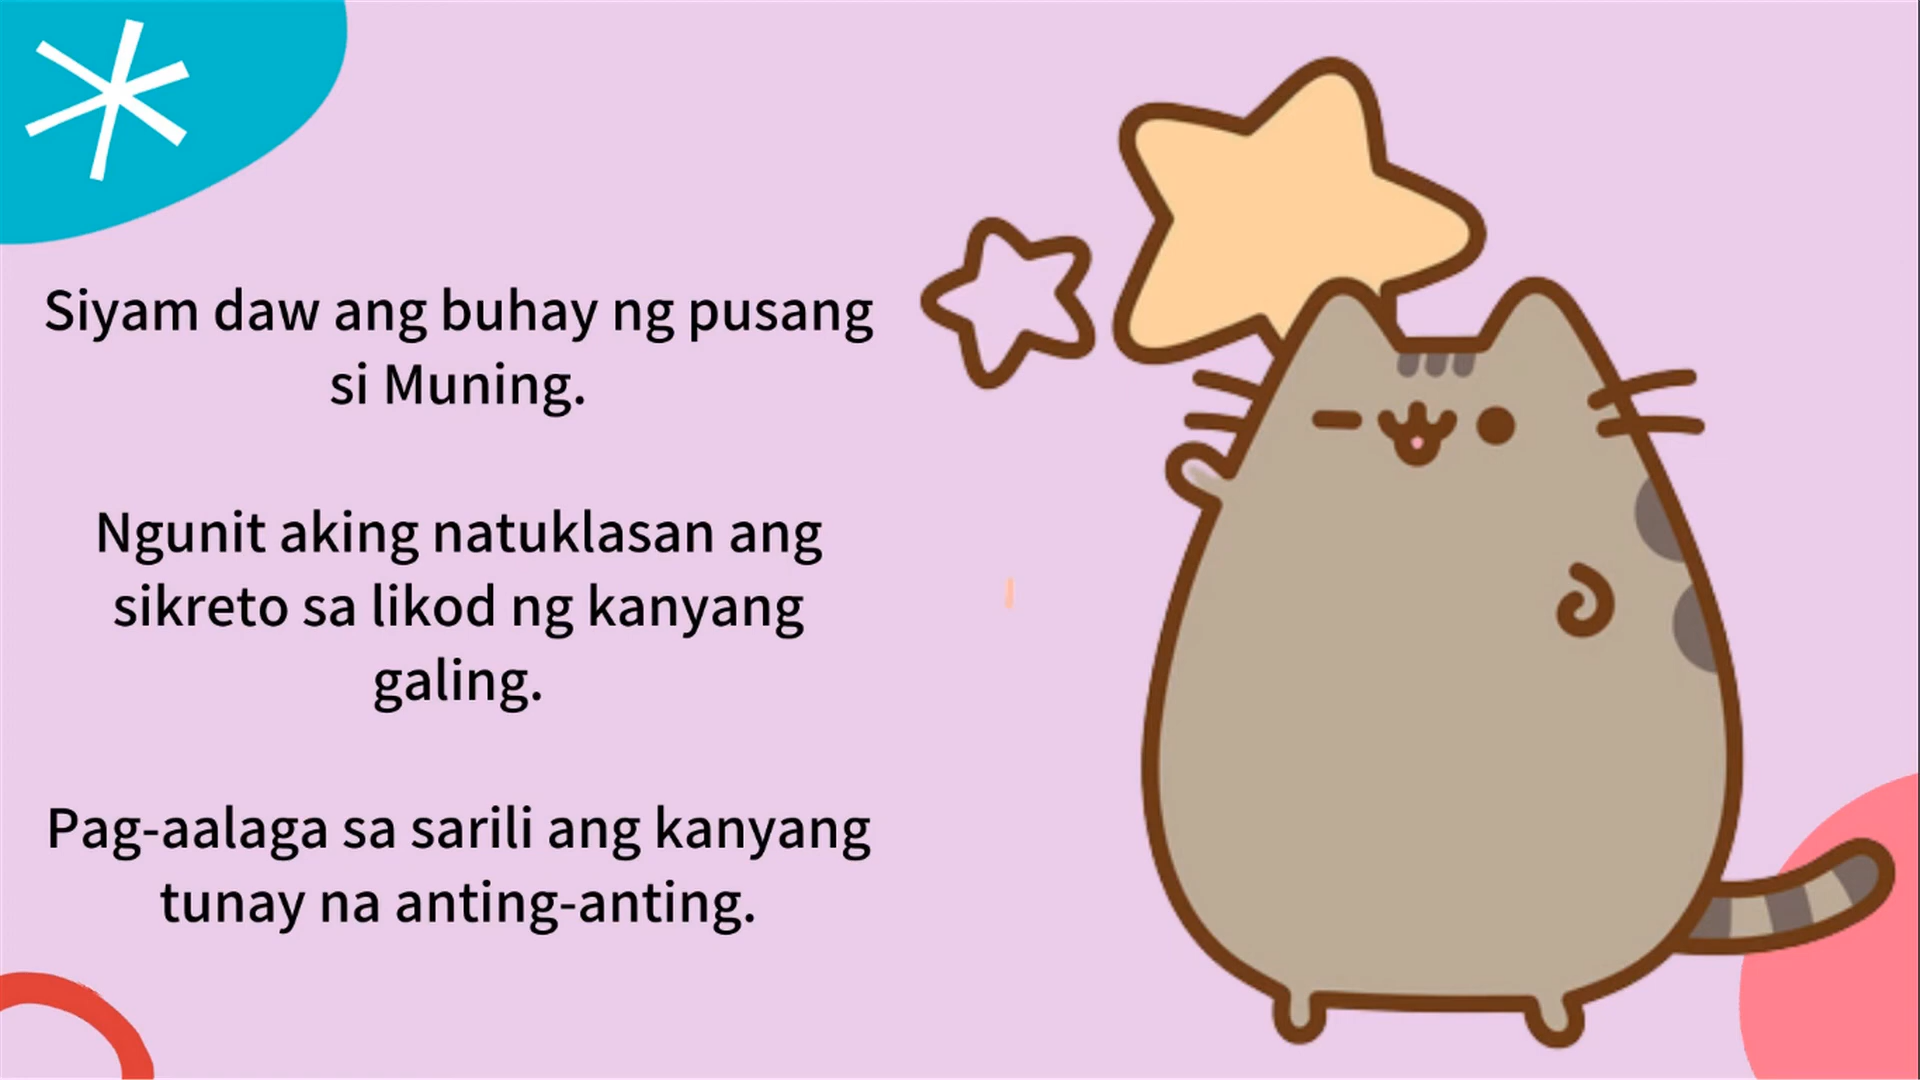 Siyam daw ang buhay ng pusang
si Muning.
Ngunit aking natuklasan ang
sikreto sa likod ng kanyang
galing.
Pag-aalaga sa sarili ang kanyang
tunay na anting-anting.